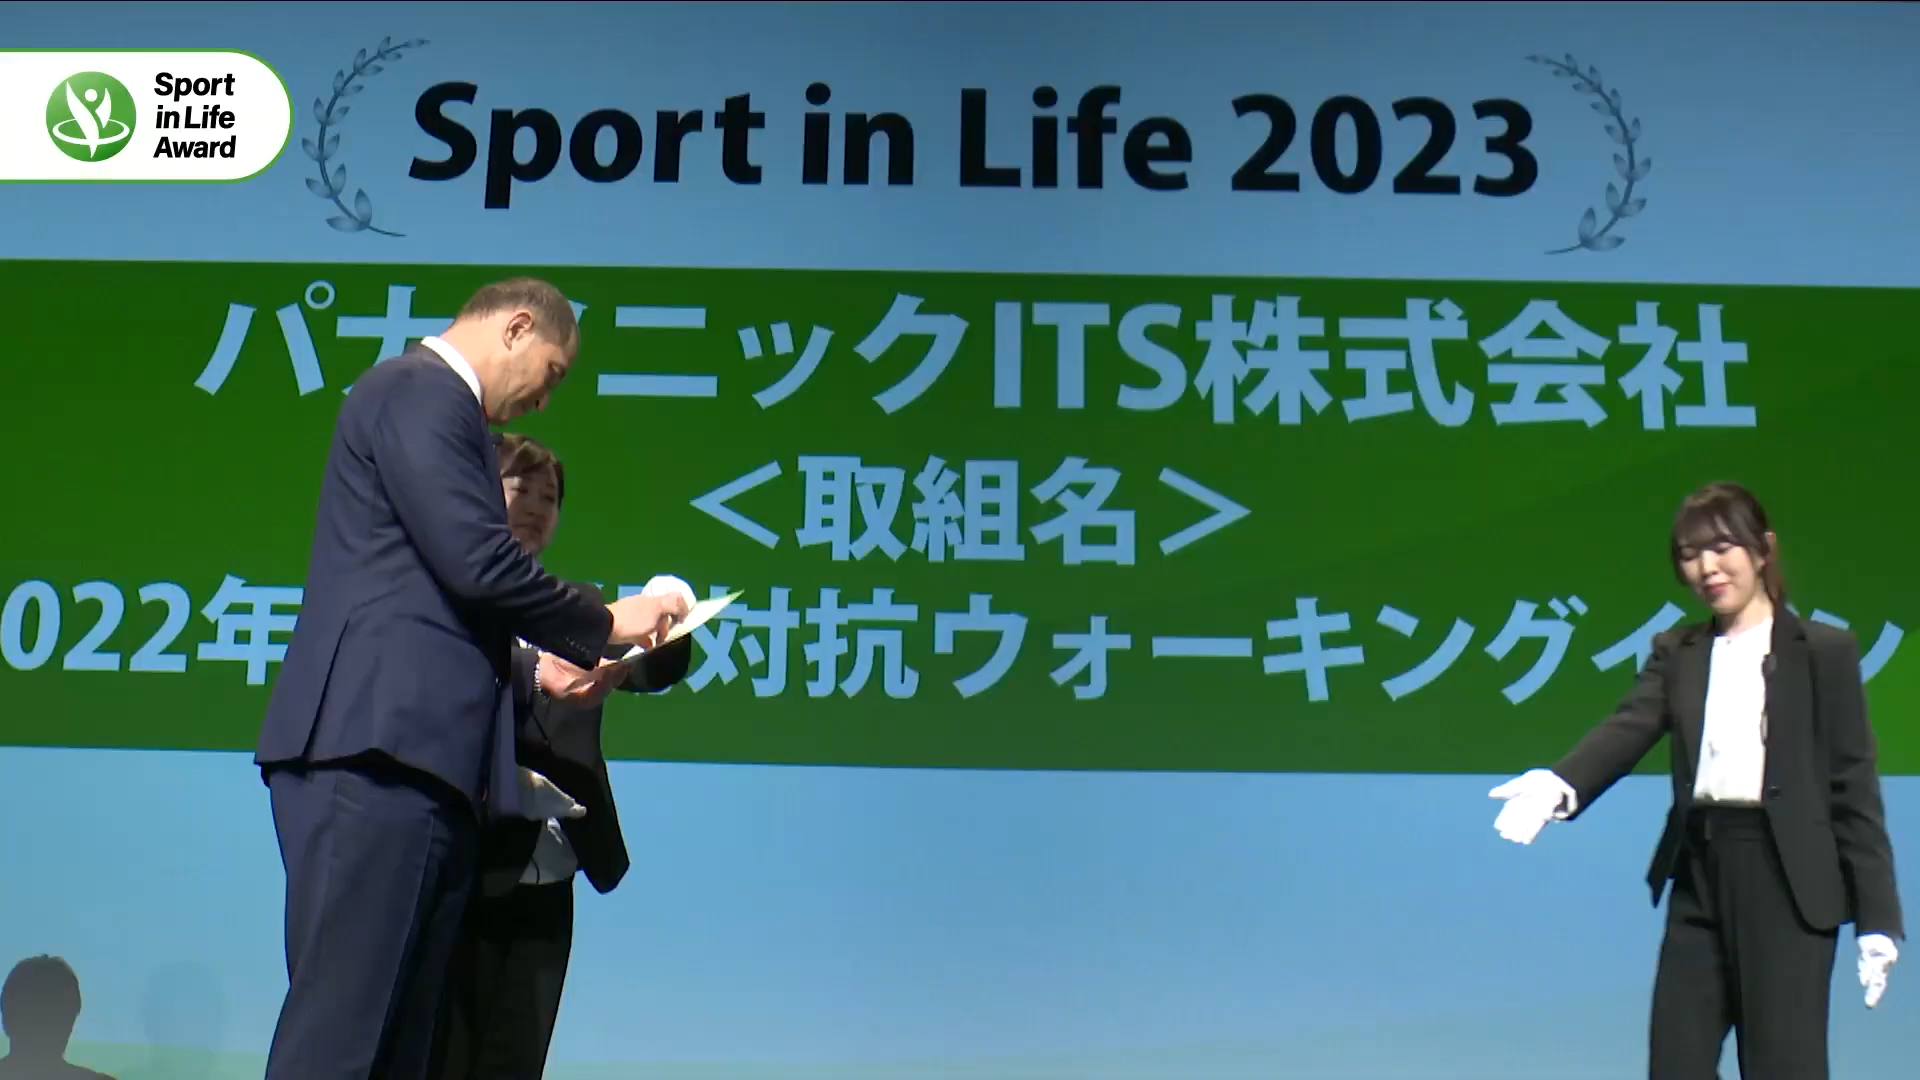 Sport
in Life
Award
Sport in Life 2023
パナソニックITS株式会社
＜取組名＞
022年 対抗ウォーキングイ ン